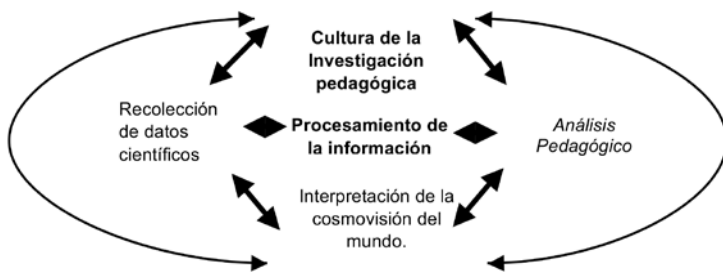 Cultura de la
Investigación
pedagógica
Recolección
de datos
científicos
Procesamiento de
la información
Análisis
Pedagógico
Interpretación de la
cosmovisión del
mundo.